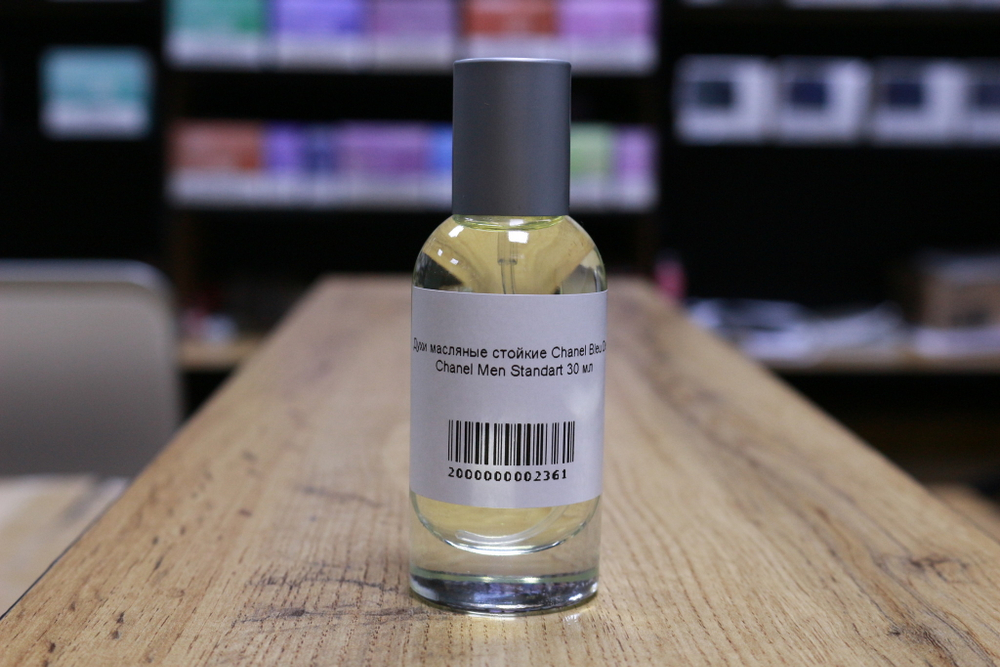 Духи масляные стойкие Chanel Bleu D
Chanel Men Standart 30 мл
2000000002361